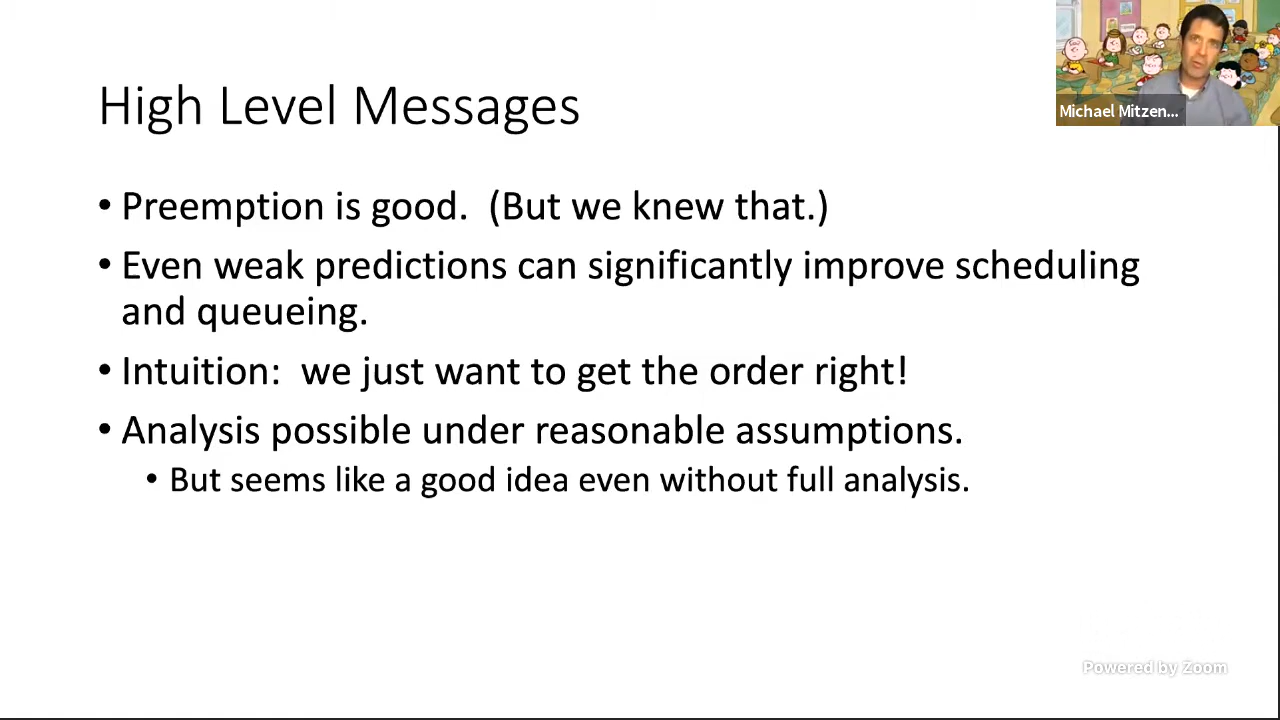 High Level Messages
Michael Mitzen...
• Preemption is good.  (But we knew that.)
• Even weak predictions can significantly improve scheduling
and queueing.
• Intuition:  we just want to get the order right!
• Analysis possible under reasonable assumptions.
• But seems like a good idea even without full analysis.
Powered by Zoom